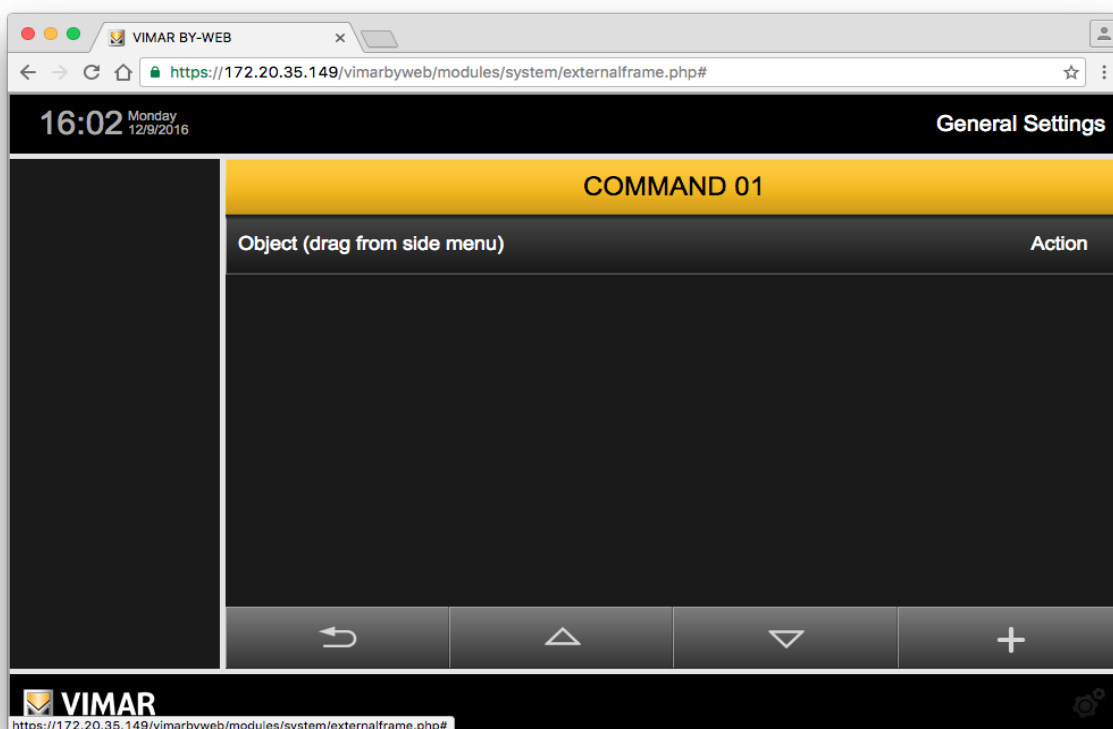 VIMAR BY-WEB
https://172.20.35.149/vimarbyweb/modules/system/externalframe.php#
16:02 Monday
12/9/2016
General Settings
COMMAND 01
Object (drag from side menu) Action
VIMAR
https://172.20.35.149/vimarbyweb/modules/system/externalframe.php#